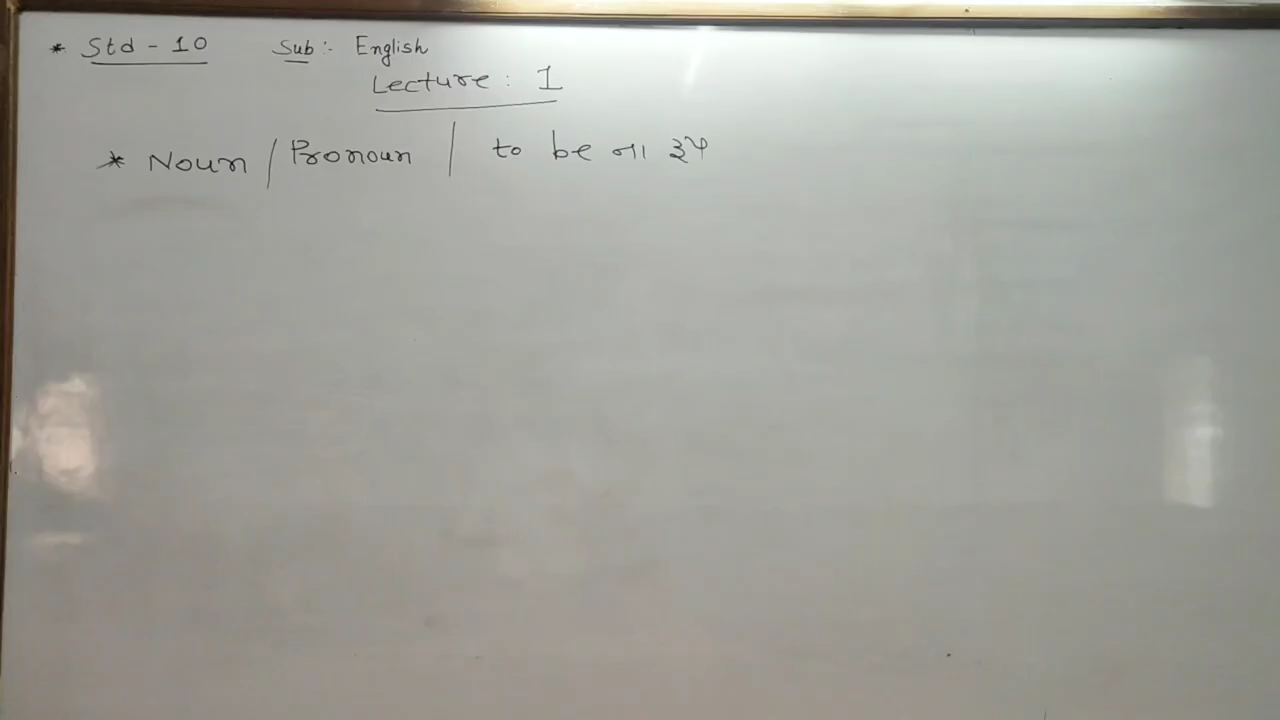 * Std - 10 Sub :- English
Lecture : 1
* Noun / Pronoun | to be ના રૂપ